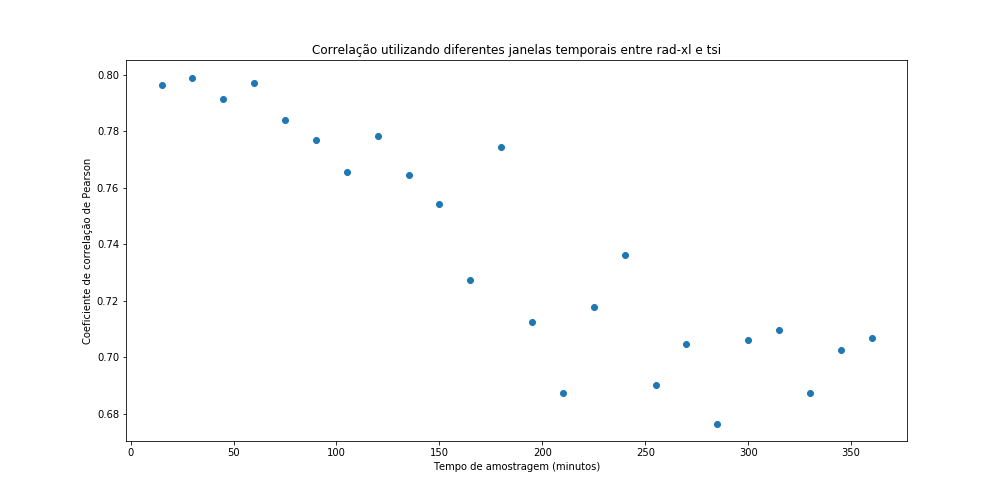 Correlação utilizando diferentes janelas temporais entre rad-xl e tsi
0.80
0.78
0.76
0.74
0.72
0.70
0.68
Coeficiente de correlação de Pearson
0 50 100 150 200 250 300 350
Tempo de amostragem (minutos)